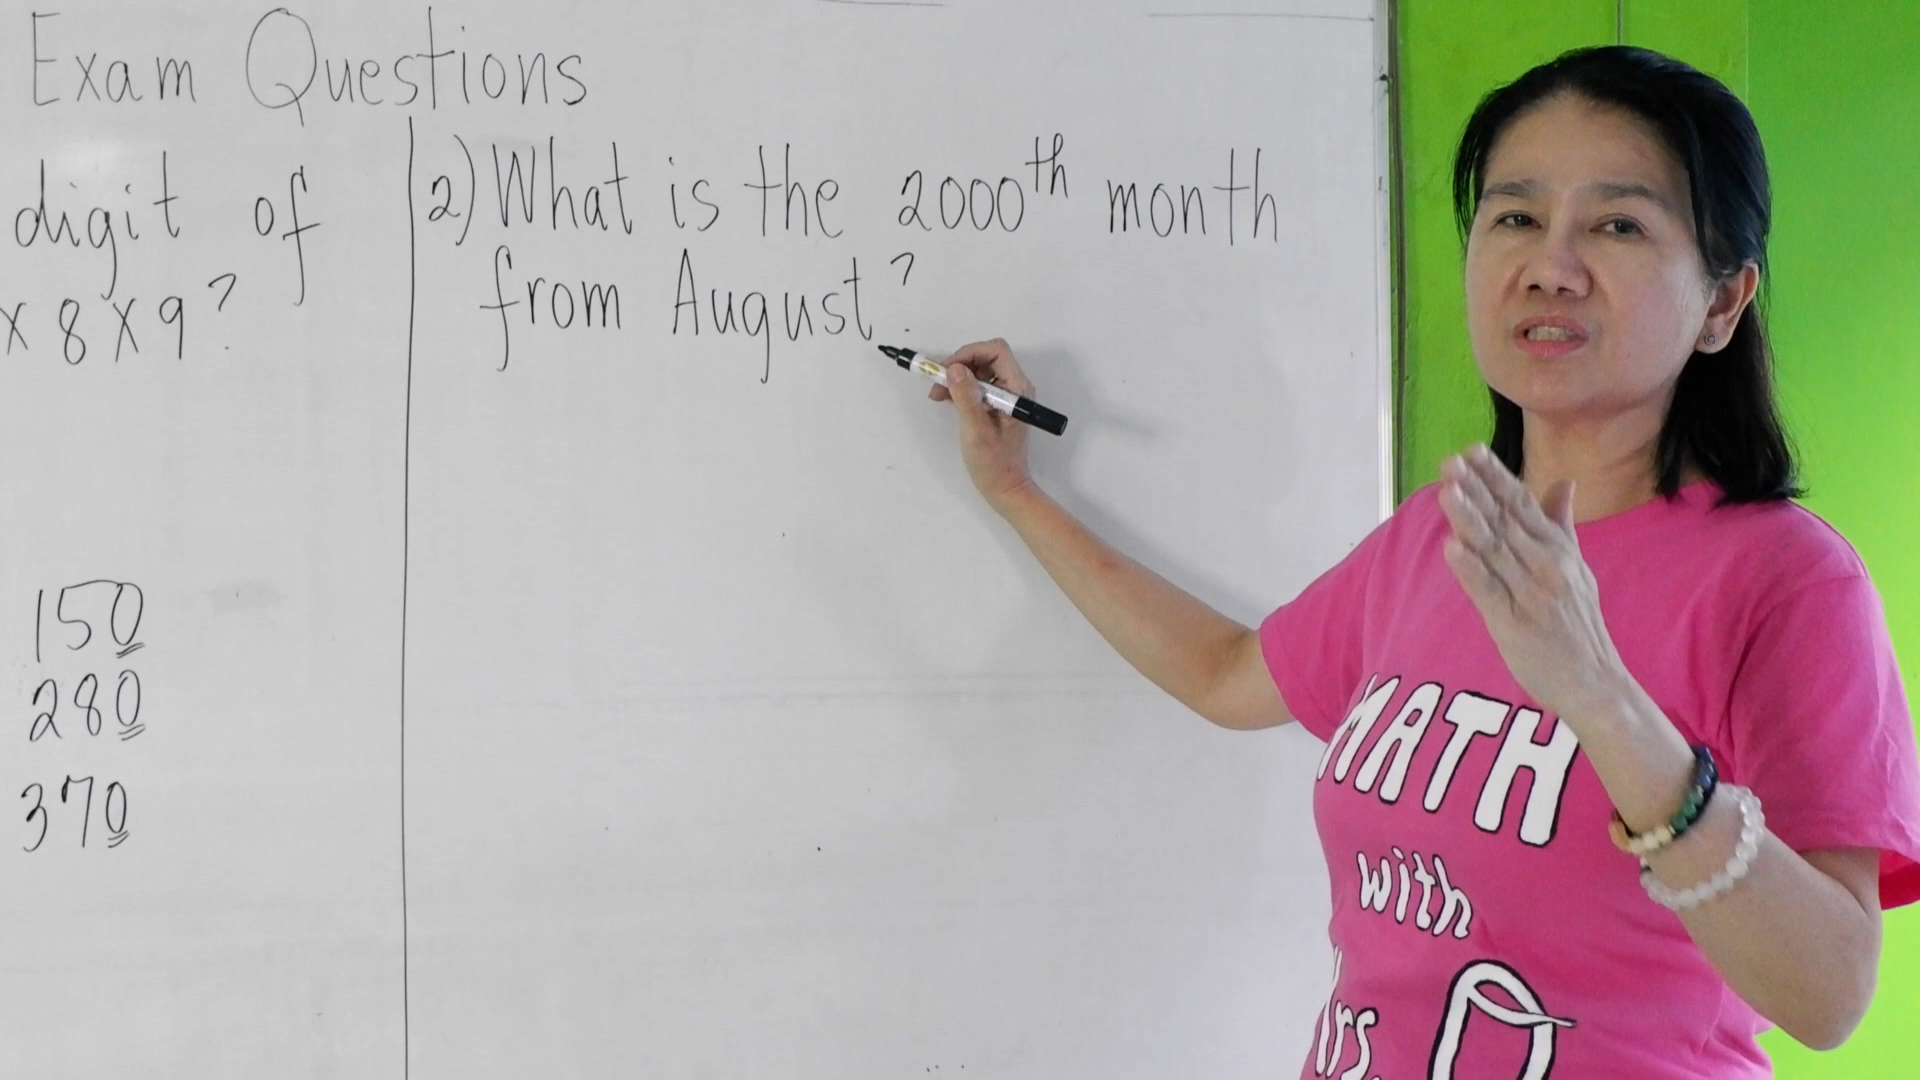 Exam Questions
digit of
x 8 x 9?
150
280
370
2) What is the 2000th month
from August?
MATH
with
Mrs. Q